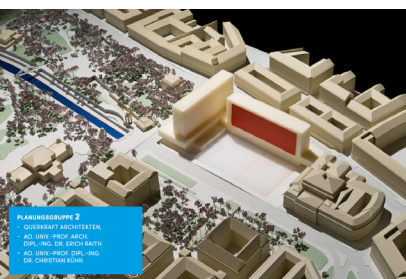 PLANUNGSGRUPPE 2
- QUERKRAFT ARCHITEKTEN,
- AO. UNIV.-PROF. ARCH.
DIPL.-ING. DR. ERICH RAITH
- AO. UNIV.-PROF. DIPL.-ING.
DR. CHRISTIAN KÜHN